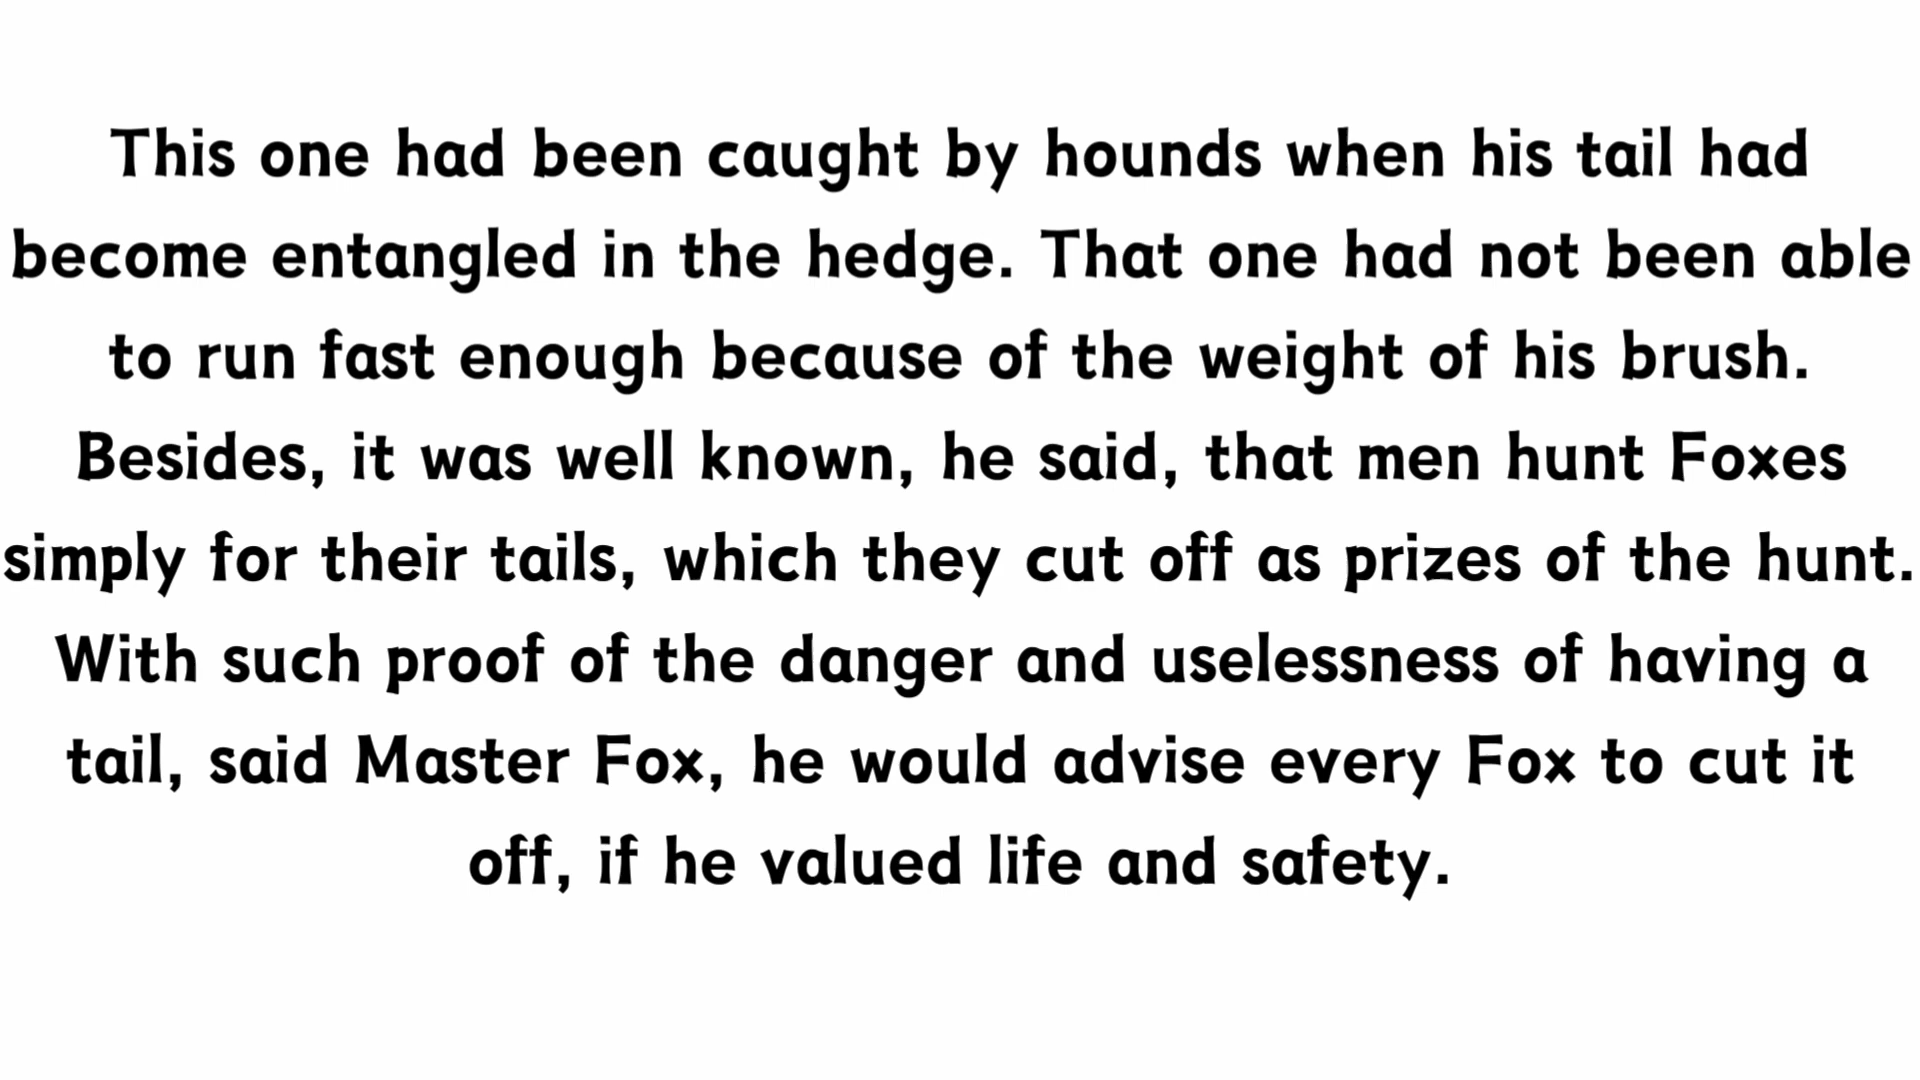 This one had been caught by hounds when his tail had
become entangled in the hedge. That one had not been able
to run fast enough because of the weight of his brush.
Besides, it was well known, he said, that men hunt Foxes
simply for their tails, which they cut off as prizes of the hunt.
With such proof of the danger and uselessness of having a
tail, said Master Fox, he would advise every Fox to cut it
off, if he valued life and safety.